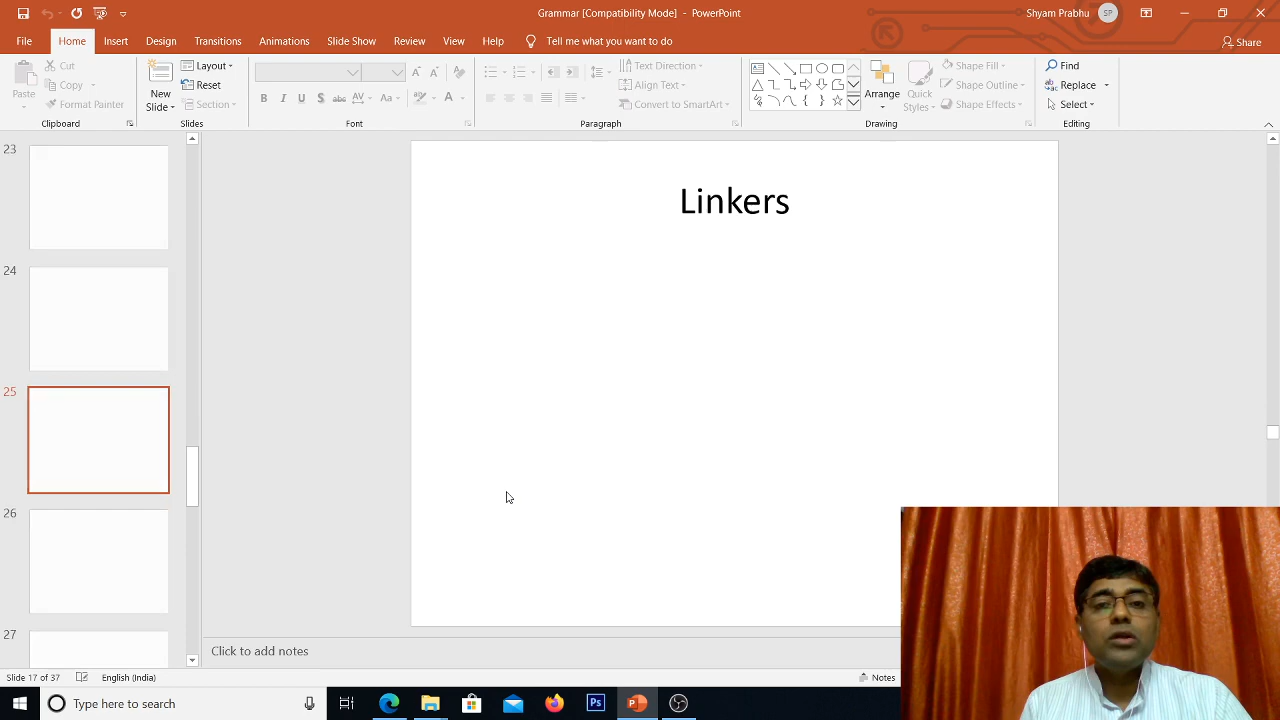 Grammar [Compatibility Mode] - PowerPoint
Shyam Prabhu
SP
File
Home
Insert
Design
Transitions
Animations
Slide Show
Review
View
Help
Tell me what you want to do
Share
Paste
Cut
Copy
Format Painter
Clipboard
New
Slide
Layout
Reset
Section
Slides
B
I
U
S
abc
AV
Aa
A
Font
Text Direction
Align Text
Convert to SmartArt
Paragraph
Arrange
Quick
Styles
Shape Fill
Shape Outline
Shape Effects
Drawing
Find
Replace
Select
Editing
23
24
25
26
27
Linkers
Click to add notes
Slide 17 of 37
English (India)
Notes
Type here to search
Ps